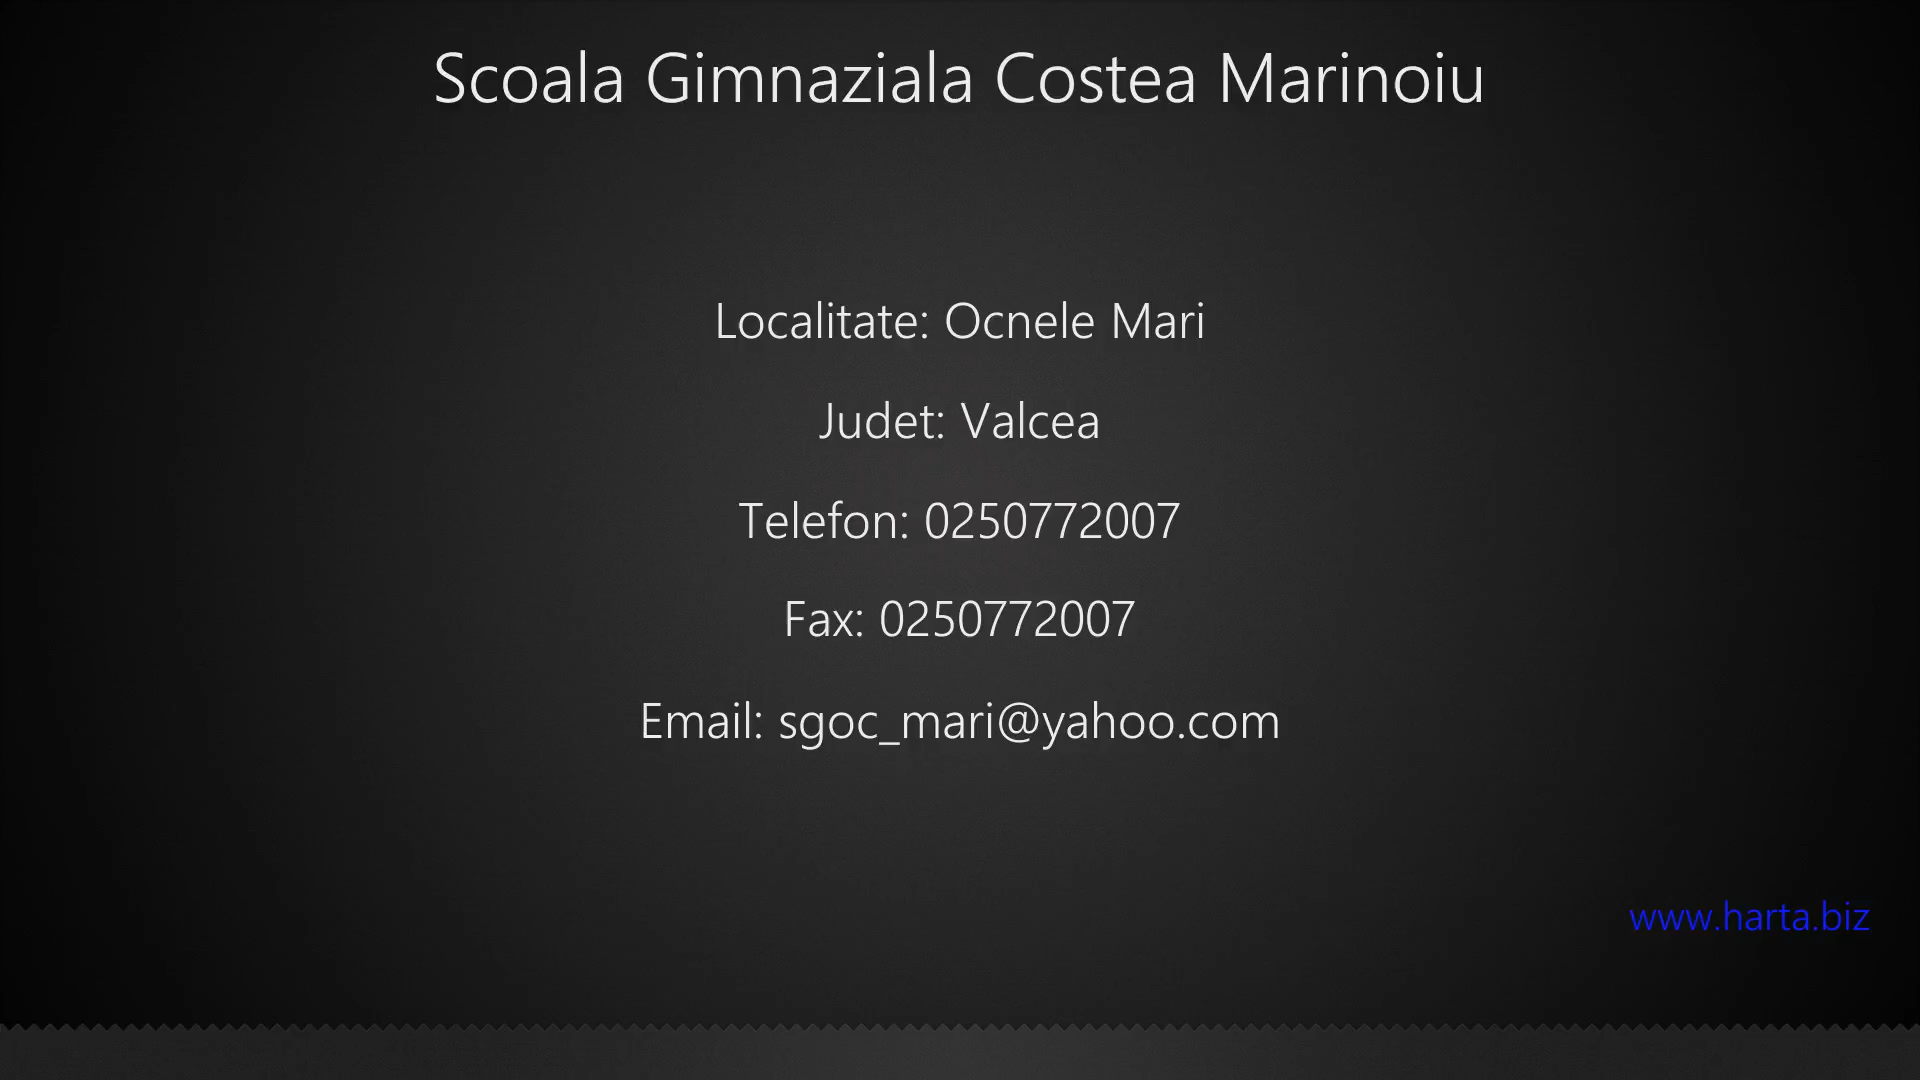 Scoala Gimnaziala Costea Marinoiu
Localitate: Ocnele Mari
Judet: Valcea
Telefon: 0250772007
Fax: 0250772007
Email: sgoc_mari@yahoo.com
www.harta.biz